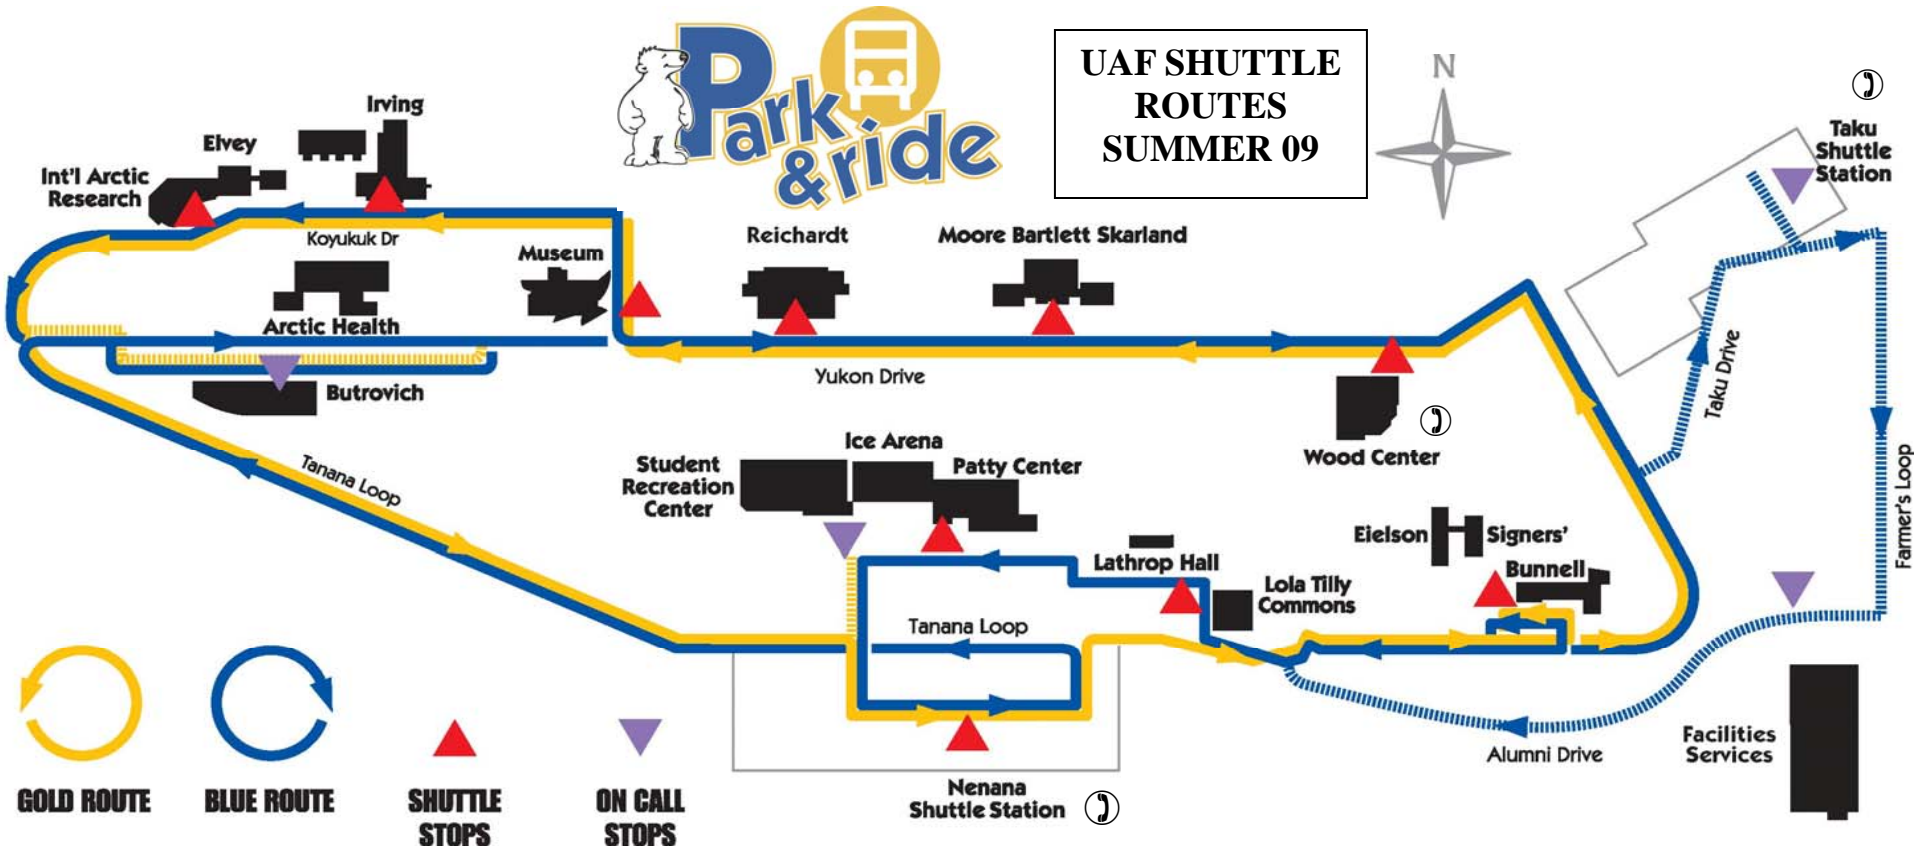 Park
& ride
UAF SHUTTLE
ROUTES
SUMMER 09
N
Taku
Shuttle
Station
Irving
Elvey
Int'l Arctic
Research
Koyukuk Dr
Museum
Reichardt
Moore Bartlett Skarland
Arctic Health
Butrovich
Yukon Drive
Taku Drive
Wood Center
Farmer's Loop
Tanana Loop
Student
Recreation
Center
Ice Arena
Patty Center
Eielson
Signers'
Bunnell
Lathrop Hall
Lola Tilly
Commons
Tanana Loop
Facilities
Services
Alumni Drive
Nenana
Shuttle Station
GOLD ROUTE
BLUE ROUTE
SHUTTLE
STOPS
ON CALL
STOPS